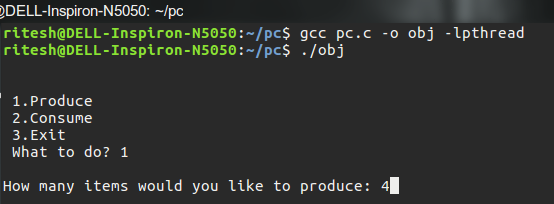 @DELL-Inspiron-N5050: ~/pc
ritesh@DELL-Inspiron-N5050:~/pc$ gcc pc.c -o obj -lpthread
ritesh@DELL-Inspiron-N5050:~/pc$ ./obj
1.Produce
2.Consume
3.Exit
What to do? 1
How many items would you like to produce: 4